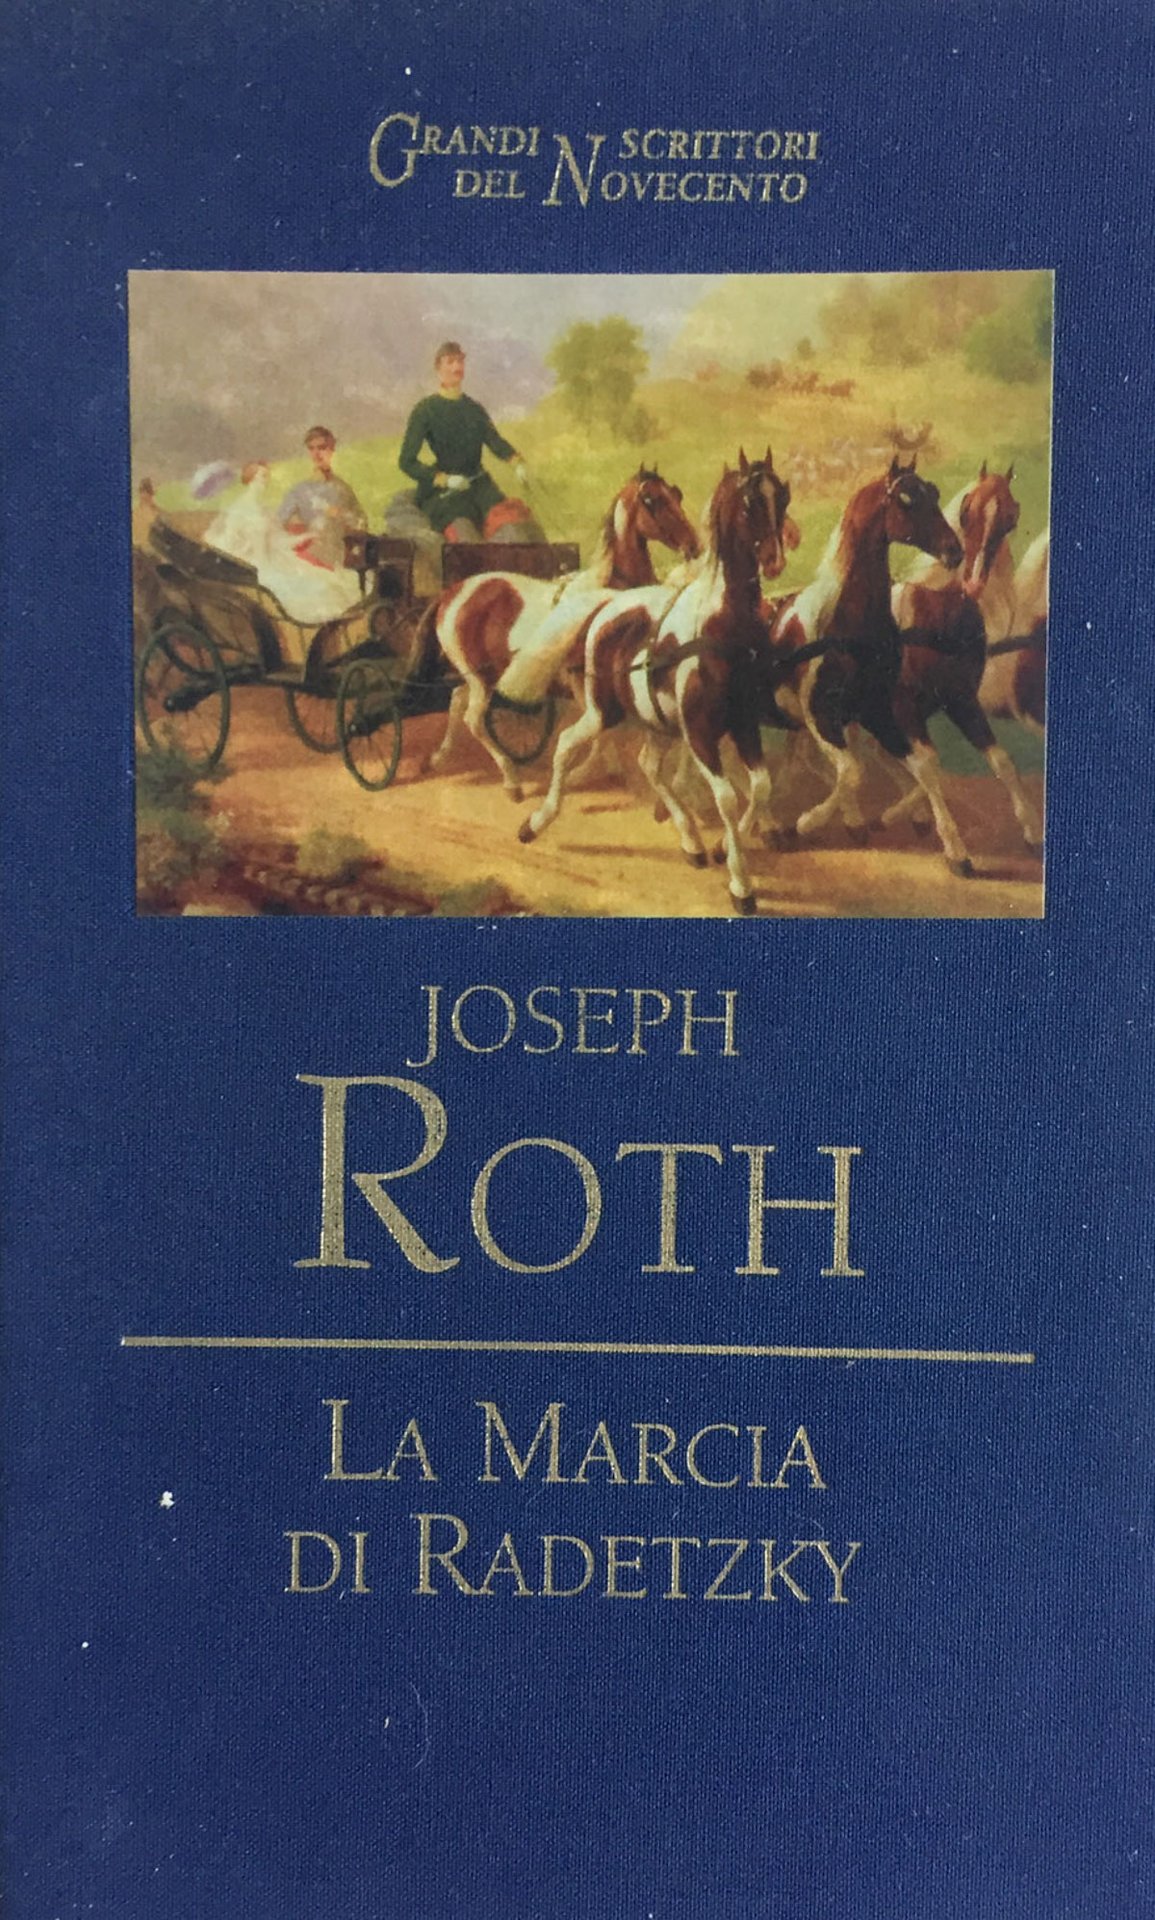 GRANDI SCRITTORI
DEL NOVECENTO
JOSEPH
ROTH
LA MARCIA
DI RADETZKY